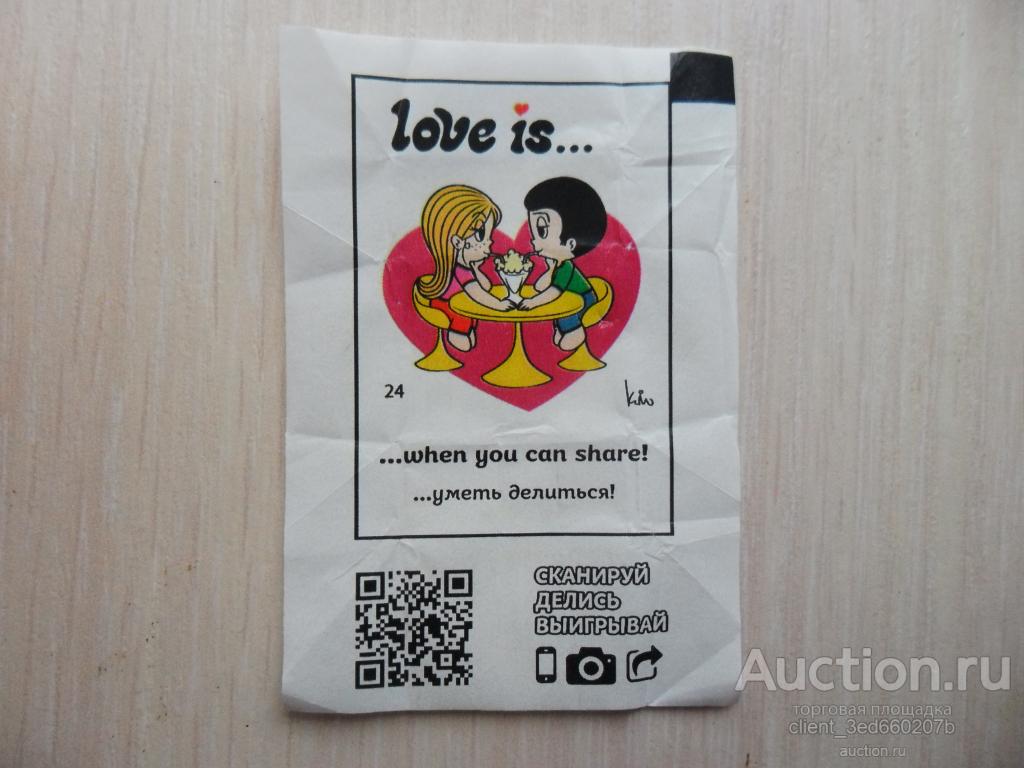 love is...
24
Kim
...when you can share!
...уметь делиться!
СКАНИРУЙ
ДЕЛИСЬ
ВЫИГРЫВАЙ
Auction.ru
торговая площадка
client_3ed660207b
auction.ru